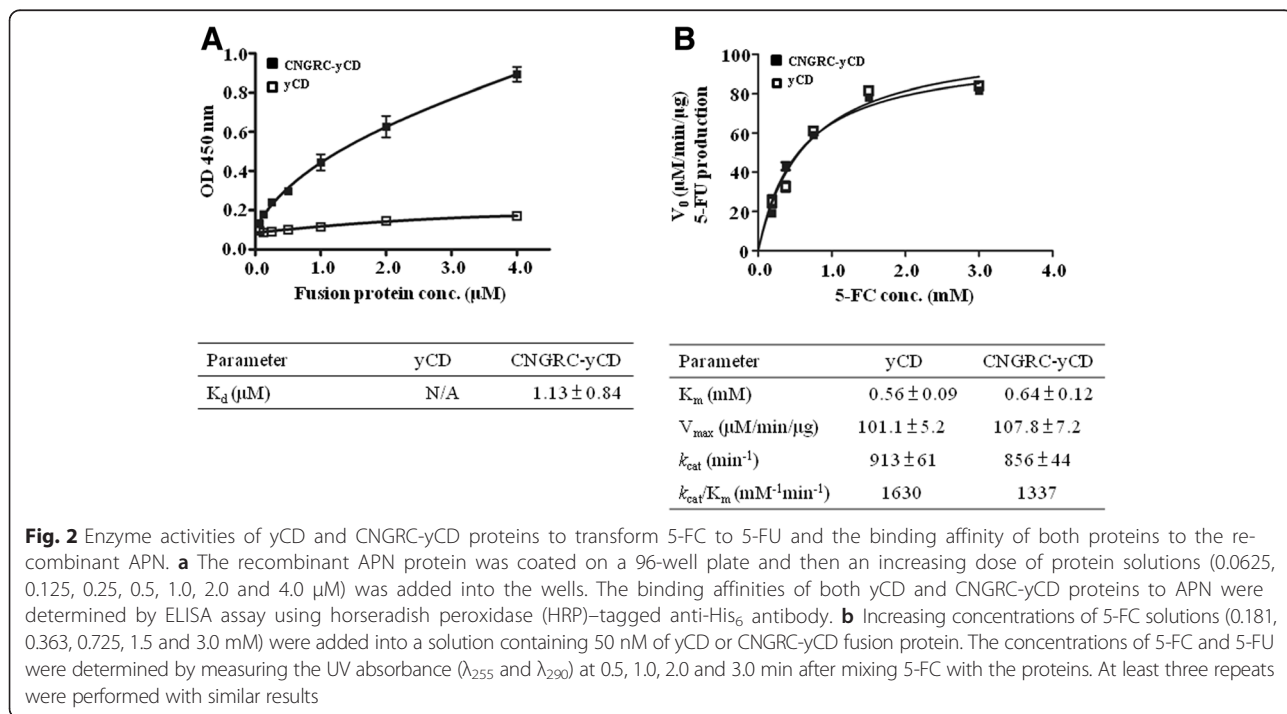 A
CNGRC-yCD
yCD
OD 450 nm
1.0
0.8
0.6
0.4
0.2
0.0
0.0 1.0 2.0 3.0 4.0
Fusion protein conc. (μM)
Parameter yCD CNGRC-yCD
Kd (μM) N/A 1.13 ± 0.84
B
CNGRC-yCD
yCD
V0 (μM/min/μg)
5-FU production
100
80
60
40
20
0
0.0 1.0 2.0 3.0 4.0
5-FC conc. (mM)
Parameter yCD CNGRC-yCD
Km (mM) 0.56 ± 0.09 0.64 ± 0.12
Vmax (μM/min/μg) 101.1 ± 5.2 107.8 ± 7.2
kcat (min-1) 913 ± 61 856 ± 44
kcat/Km (mM-1min-1) 1630 1337
Fig. 2 Enzyme activities of yCD and CNGRC-yCD proteins to transform 5-FC to 5-FU and the binding affinity of both proteins to the re-
combinant APN. a The recombinant APN protein was coated on a 96-well plate and then an increasing dose of protein solutions (0.0625,
0.125, 0.25, 0.5, 1.0, 2.0 and 4.0 μM) was added into the wells. The binding affinities of both yCD and CNGRC-yCD proteins to APN were
determined by ELISA assay using horseradish peroxidase (HRP)–tagged anti-His6 antibody. b Increasing concentrations of 5-FC solutions (0.181,
0.363, 0.725, 1.5 and 3.0 mM) were added into a solution containing 50 nM of yCD or CNGRC-yCD fusion protein. The concentrations of 5-FC and 5-FU
were determined by measuring the UV absorbance (λ255 and λ290) at 0.5, 1.0, 2.0 and 3.0 min after mixing 5-FC with the proteins. At least three repeats
were performed with similar results